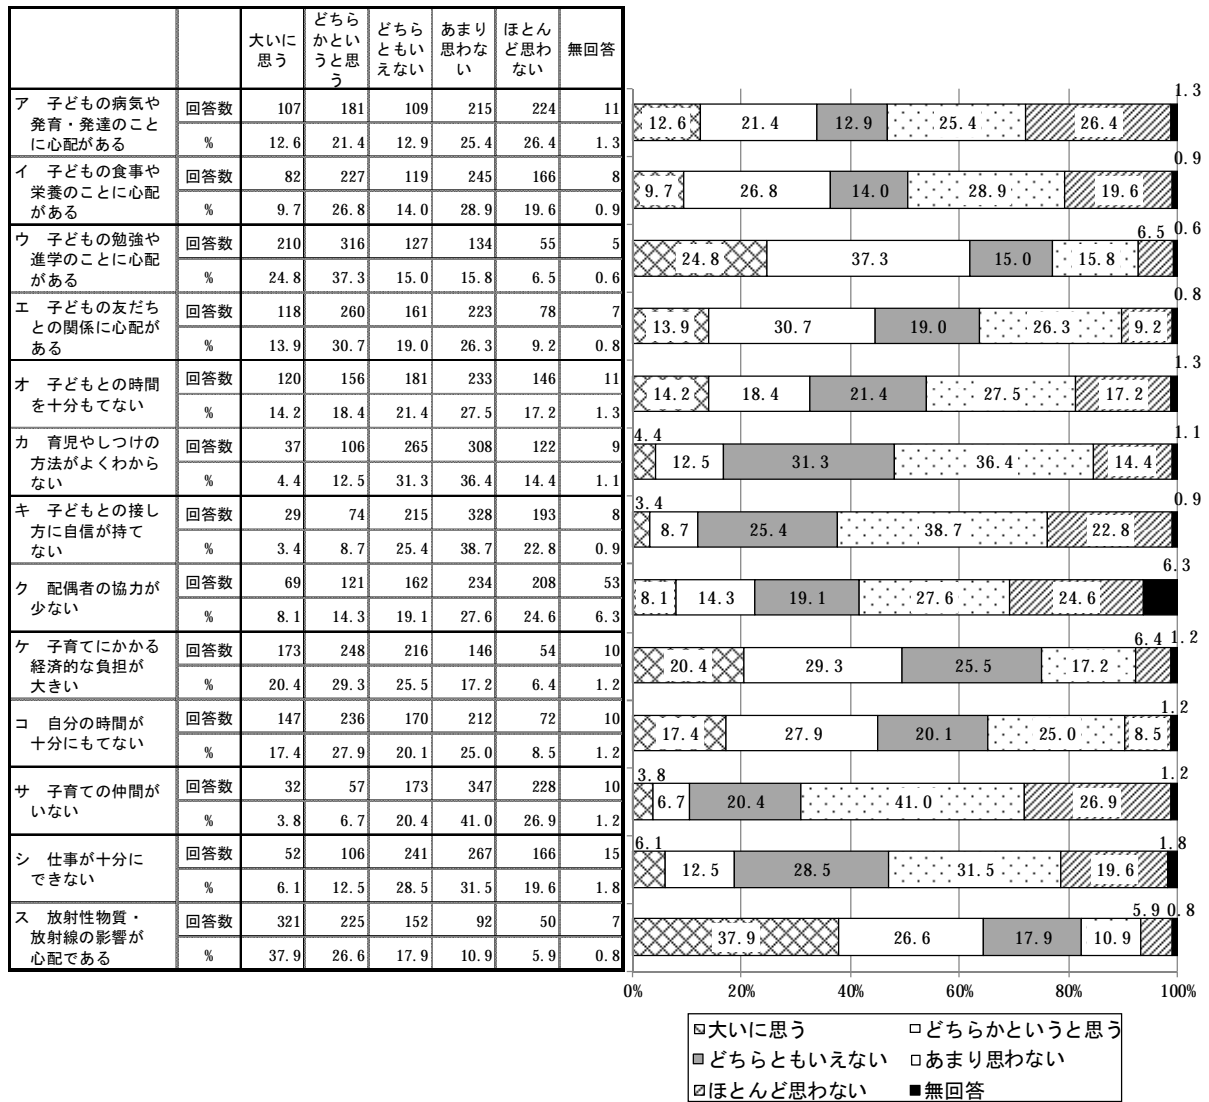 大いに思う
どちらかというと思う
どちらともいえない
あまり思わない
ほとんど思わない
無回答
ア　子どもの病気や
発育・発達のこと
に心配がある
回答数 107 181 109 215 224 11
% 12.6 21.4 12.9 25.4 26.4 1.3
イ　子どもの食事や
栄養のことに心配
がある
回答数 82 227 119 245 166 8
% 9.7 26.8 14.0 28.9 19.6 0.9
ウ　子どもの勉強や
進学のことに心配
がある
回答数 210 316 127 134 55 5
% 24.8 37.3 15.0 15.8 6.5 0.6
エ　子どもの友だち
との関係に心配が
ある
回答数 118 260 161 223 78 7
% 13.9 30.7 19.0 26.3 9.2 0.8
オ　子どもとの時間
を十分もてない
回答数 120 156 181 233 146 11
% 14.2 18.4 21.4 27.5 17.2 1.3
カ　育児やしつけの
方法がよくわから
ない
回答数 37 106 265 308 122 9
% 4.4 12.5 31.3 36.4 14.4 1.1
キ　子どもとの接し
方に自信が持て
ない
回答数 29 74 215 328 193 8
% 3.4 8.7 25.4 38.7 22.8 0.9
ク　配偶者の協力が
少ない
回答数 69 121 162 234 208 53
% 8.1 14.3 19.1 27.6 24.6 6.3
ケ　子育てにかかる
経済的な負担が
大きい
回答数 173 248 216 146 54 10
% 20.4 29.3 25.5 17.2 6.4 1.2
コ　自分の時間が
十分にもてない
回答数 147 236 170 212 72 10
% 17.4 27.9 20.1 25.0 8.5 1.2
サ　子育ての仲間が
いない
回答数 32 57 173 347 228 10
% 3.8 6.7 20.4 41.0 26.9 1.2
シ　仕事が十分に
できない
回答数 52 106 241 267 166 15
% 6.1 12.5 28.5 31.5 19.6 1.8
ス　放射性物質・
放射線の影響が
心配である
回答数 321 225 152 92 50 7
% 37.9 26.6 17.9 10.9 5.9 0.8
12.6 21.4 12.9 25.4 26.4 1.3
9.7 26.8 14.0 28.9 19.6 0.9
24.8 37.3 15.0 15.8 6.5 0.6
13.9 30.7 19.0 26.3 9.2 0.8
14.2 18.4 21.4 27.5 17.2 1.3
4.4 12.5 31.3 36.4 14.4 1.1
3.4 8.7 25.4 38.7 22.8 0.9
8.1 14.3 19.1 27.6 24.6 6.3
20.4 29.3 25.5 17.2 6.4 1.2
17.4 27.9 20.1 25.0 8.5 1.2
3.8 6.7 20.4 41.0 26.9 1.2
6.1 12.5 28.5 31.5 19.6 1.8
37.9 26.6 17.9 10.9 5.9 0.8
0% 20% 40% 60% 80% 100%
大いに思う どちらかというと思う
どちらともいえない あまり思わない
ほとんど思わない 無回答